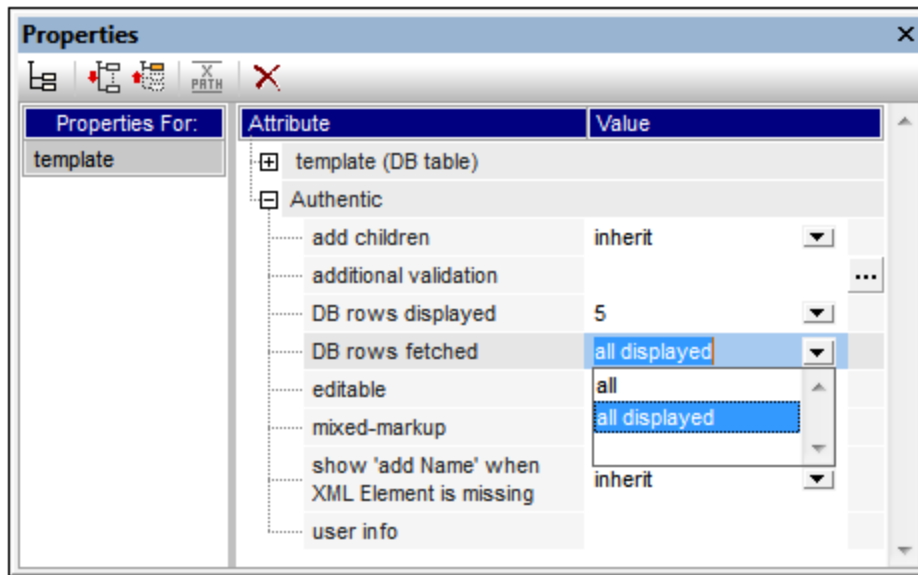 Properties
X
PATH
Properties For:
Attribute
Value
template
template (DB table)
Authentic
add children
inherit
additional validation
...
DB rows displayed
5
DB rows fetched
all displayed
editable
all
all displayed
mixed-markup
show 'add Name' when
XML Element is missing
inherit
user info